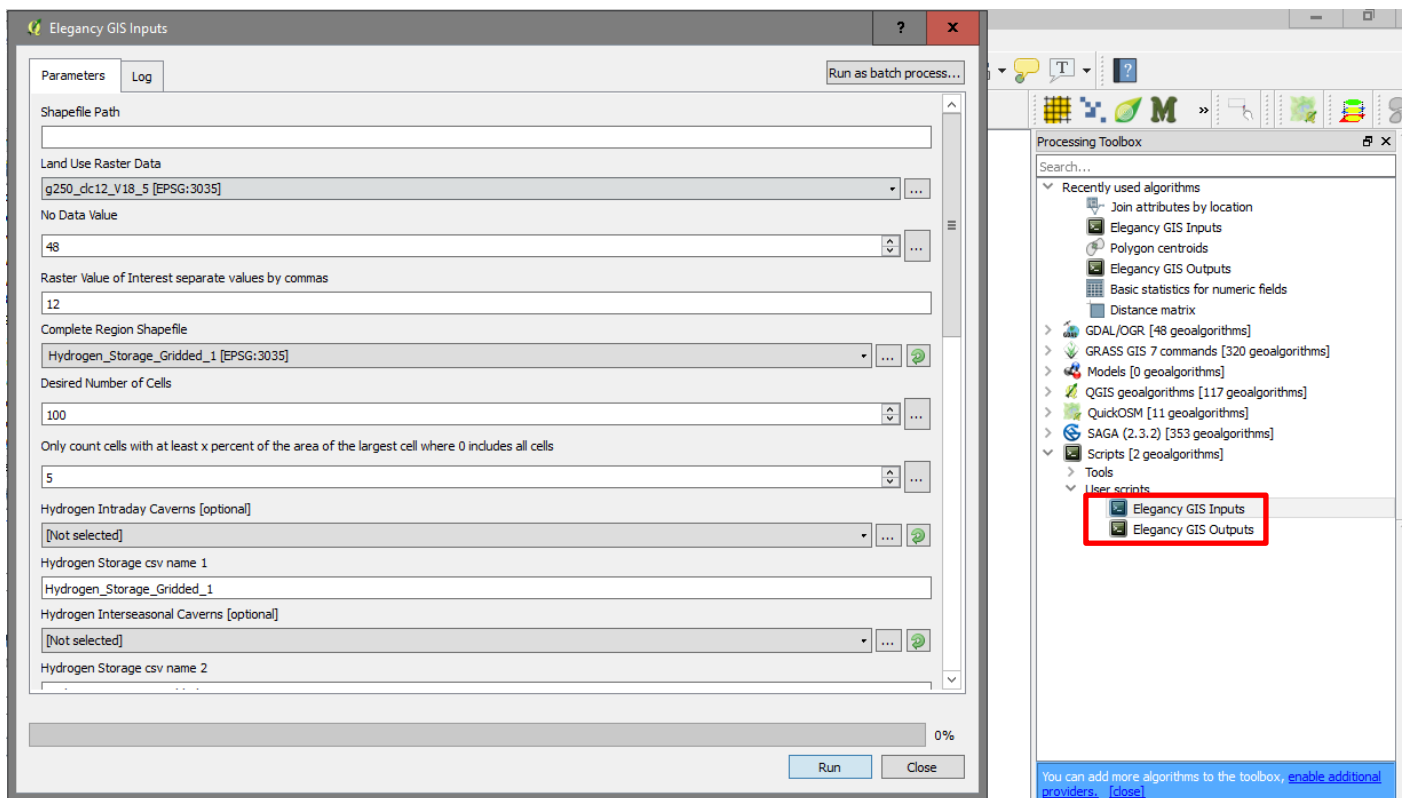 Elegancy GIS Inputs
?
x
Parameters
Log
Run as batch process...
Shapefile Path
Land Use Raster Data
g250_clc12_V18_5 [EPSG:3035]
...
No Data Value
48
...
Raster Value of Interest separate values by commas
12
Complete Region Shapefile
Hydrogen_Storage_Gridded_1 [EPSG:3035]
...
Desired Number of Cells
100
...
Only count cells with at least x percent of the area of the largest cell where 0 includes all cells
5
...
Hydrogen Intraday Caverns [optional]
[Not selected]
...
Hydrogen Storage csv name 1
Hydrogen_Storage_Gridded_1
Hydrogen Interseasonal Caverns [optional]
[Not selected]
...
Hydrogen Storage csv name 2
0%
Run
Close
T
?
M
»
Processing Toolbox
Search...
Recently used algorithms
Join attributes by location
Elegancy GIS Inputs
Polygon centroids
Elegancy GIS Outputs
Basic statistics for numeric fields
Distance matrix
GDAL/OGR [48 geoalgorithms]
GRASS GIS 7 commands [320 geoalgorithms]
Models [0 geoalgorithms]
QGIS geoalgorithms [117 geoalgorithms]
QuickOSM [11 geoalgorithms]
SAGA (2.3.2) [353 geoalgorithms]
Scripts [2 geoalgorithms]
Tools
User scripts
Elegancy GIS Inputs
Elegancy GIS Outputs
You can add more algorithms to the toolbox, enable additional
providers. [close]